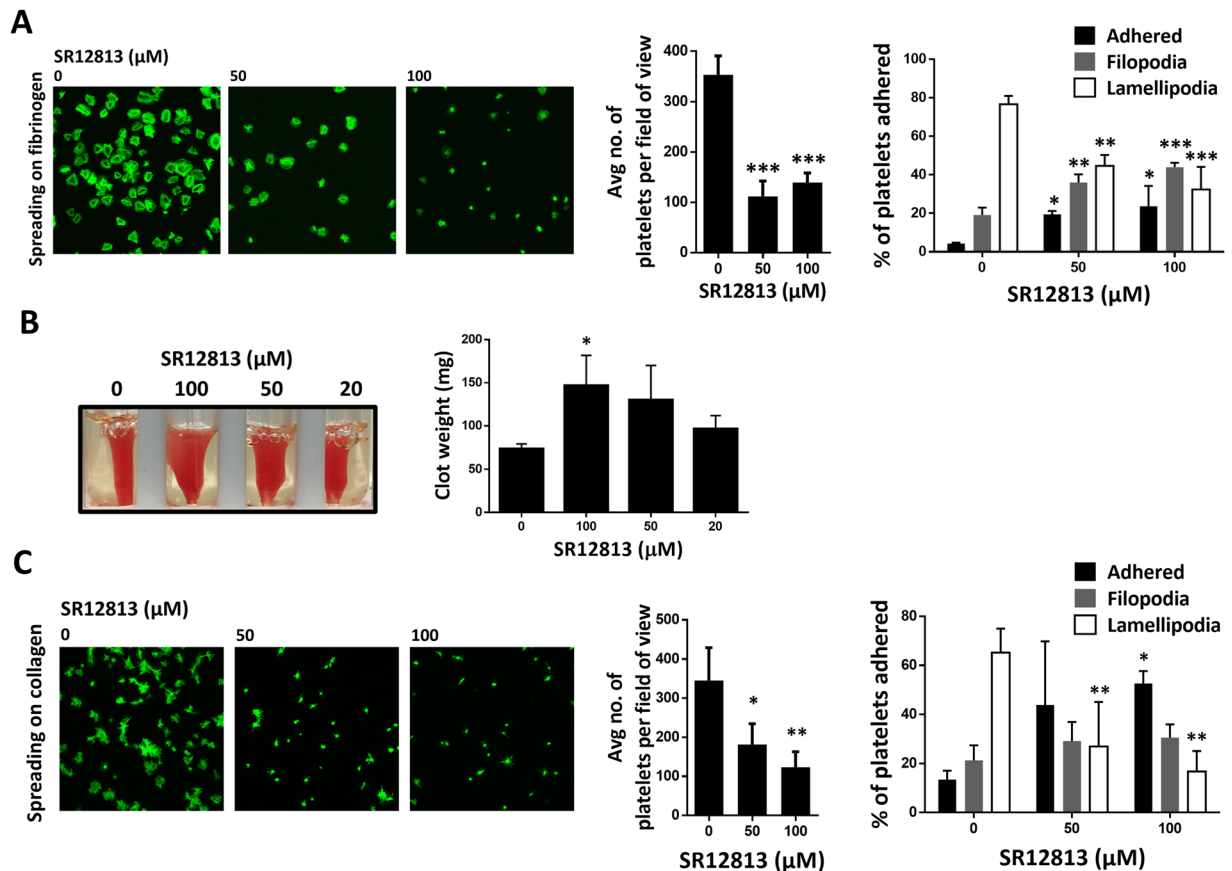 A
SR12813 (µM)
0
50
100
Spreading on fibrinogen
Avg no. of
platelets per field of view
400
300
200
100
0
***
***
0 50 100
SR12813 (µM)
% of platelets adhered
Adhered
Filopodia
Lamellipodia
80
60
40
20
0
*
**
**
*
***
***
0 50 100
SR12813 (µM)
B
SR12813 (µM)
0 100 50 20
Clot weight (mg)
200
150
100
50
0
*
0 100 50 20
SR12813 (µM)
C
SR12813 (µM)
0
50
100
Spreading on collagen
Avg no. of
platelets per field of view
500
400
300
200
100
0
*
**
0 50 100
SR12813 (µM)
% of platelets adhered
Adhered
Filopodia
Lamellipodia
80
60
40
20
0
**
*
**
0 50 100
SR12813 (µM)